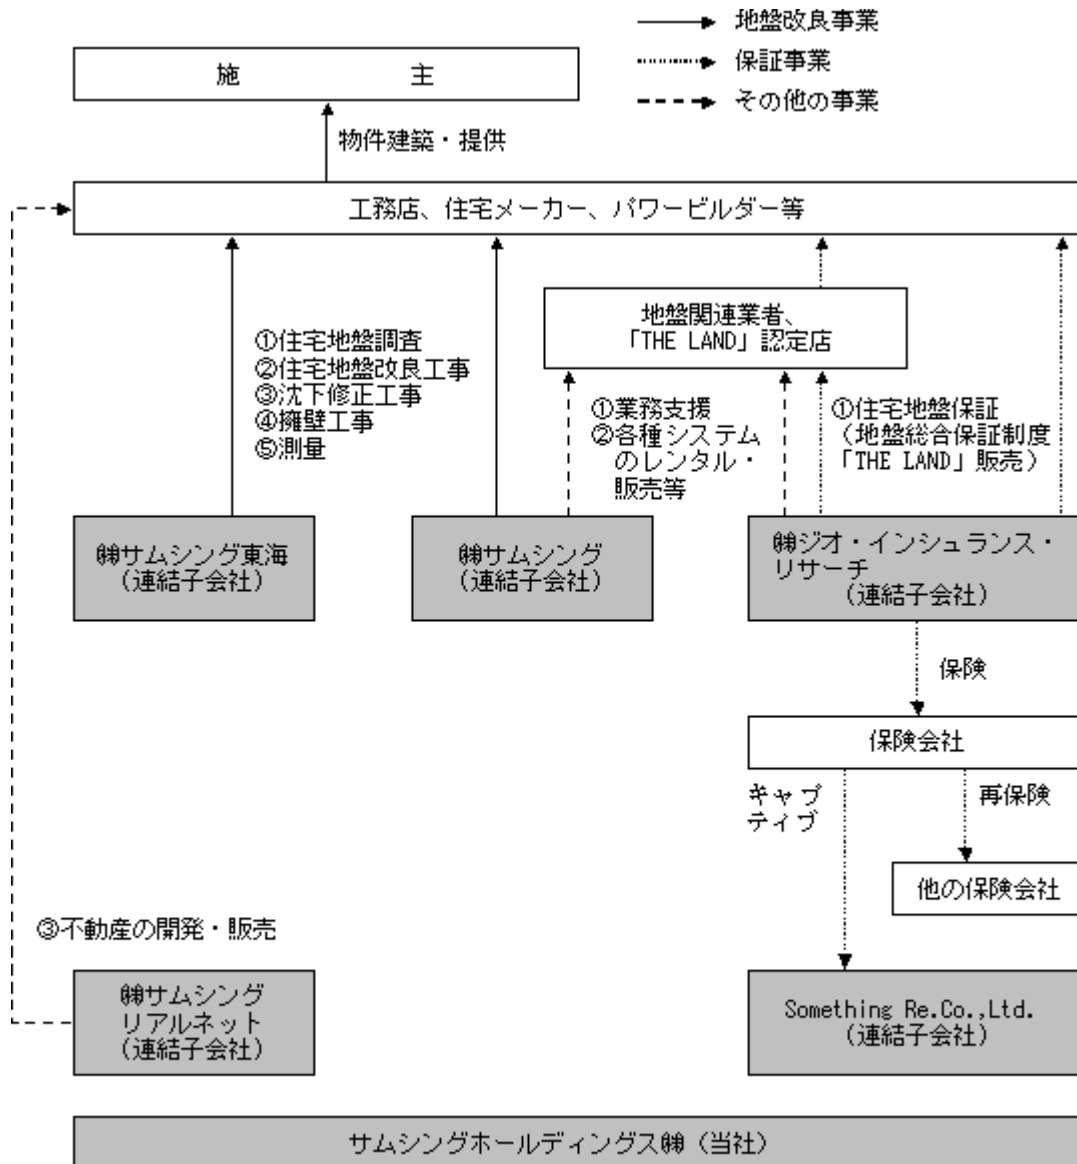 地盤改良事業
保証事業
その他の事業
施　　　　主
物件建築・提供
工務店、住宅メーカー、パワービルダー等
地盤関連業者、
「THE LAND」認定店
①住宅地盤調査
②住宅地盤改良工事
③沈下修正工事
④擁壁工事
⑤測量
①業務支援
②各種システム
のレンタル・
販売等
①住宅地盤保証
（地盤総合保証制度
「THE LAND」販売）
㈱サムシング東海
（連結子会社）
㈱サムシング
（連結子会社）
㈱ジオ・インシュランス・
リサーチ
（連結子会社）
保険
保険会社
キャプ
ティブ
再保険
他の保険会社
③不動産の開発・販売
㈱サムシング
リアルネット
（連結子会社）
Something Re.Co.,Ltd.
（連結子会社）
サムシングホールディングス㈱（当社）